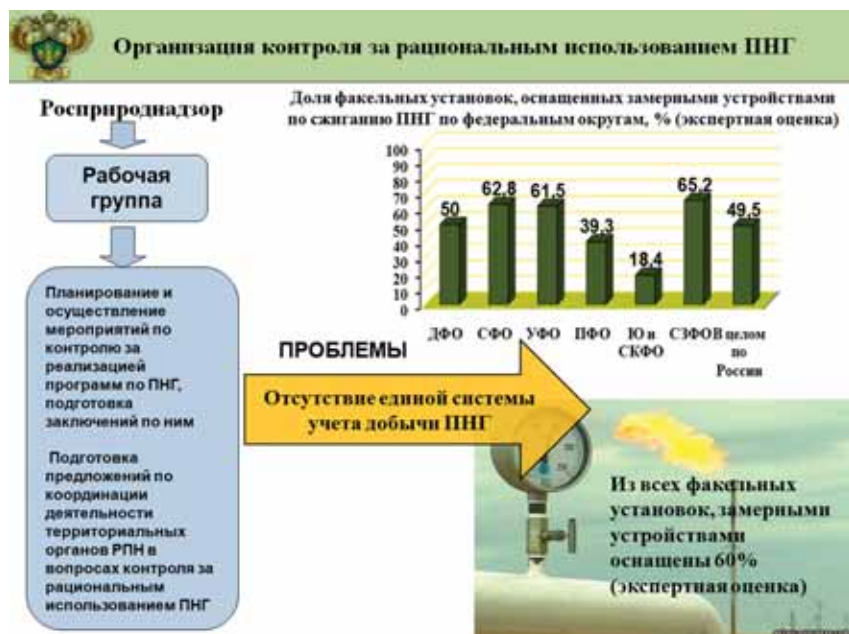 Организация контроля за рациональным использованием ПНГ
Росприроднадзор
Рабочая
группа
Планирование и
осуществление
мероприятий по
контролю за
реализацией
программ по ПНГ,
подготовка
заключений по ним
Подготовка
предложений по
координации
деятельности
территориальных
органов РПН в
вопросах контроля за
рациональным
использованием ПНГ
Доля факельных установок, оснащенных замерными устройствами
по сжиганию ПНГ по федеральным округам, % (экспертная оценка)
100
90
80
70
60
50
40
30
20
10
0
50
62,8
61,5
39,3
18,4
65,2
49,5
ДФО СФО УФО ПФО Ю и СЗФО В целом
СКФО по
России
ПРОБЛЕМЫ
Отсутствие единой системы
учета добычи ПНГ
Из всех факельных
установок, замерными
устройствами
оснащены 60%
(экспертная оценка)